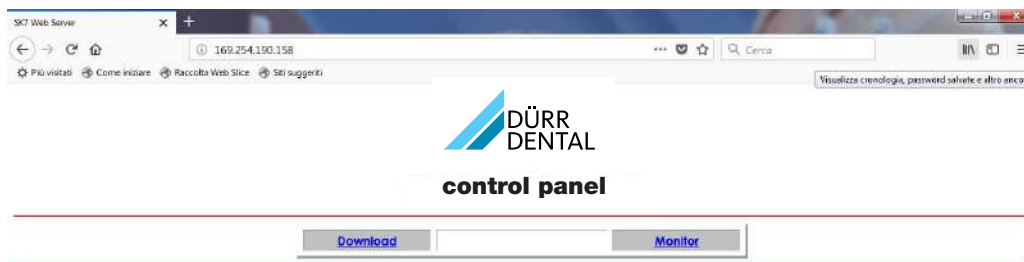 SK7 Web Server
169.254.190.158
Cerca
Più visitati Come iniziare Raccolta Web Slice Siti suggeriti
Visualizza cronologia, password salvate e altro anco
DÜRR
DENTAL
control panel
Download Monitor